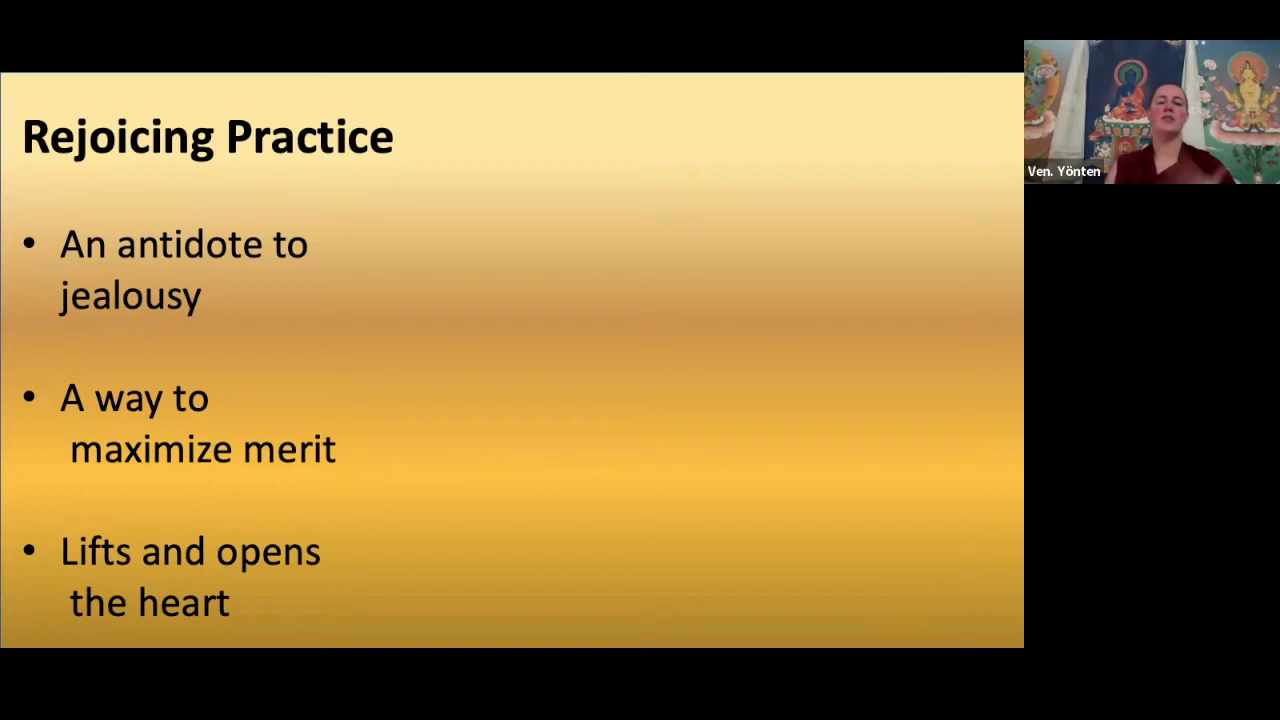 Rejoicing Practice
• An antidote to
jealousy
• A way to
maximize merit
• Lifts and opens
the heart
Ven. Yönten